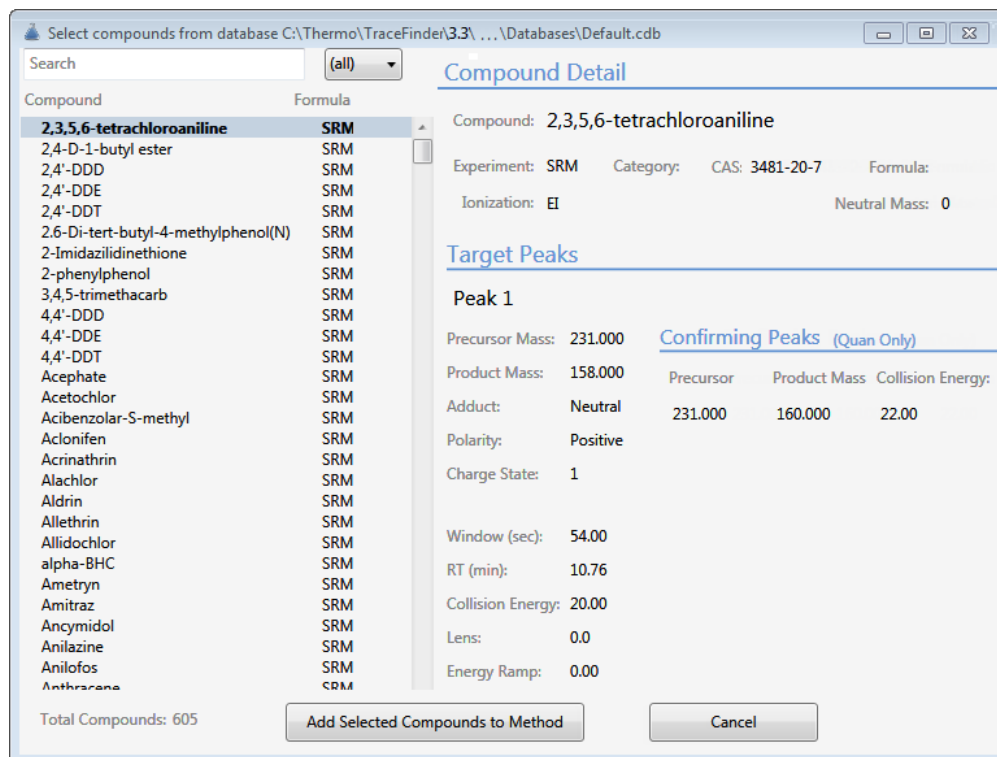 Select compounds from database C:\Thermo\TraceFinder\3.3\ ...\Databases\Default.cdb
Search (all)
Compound Formula
2,3,5,6-tetrachloroaniline SRM
2,4-D-1-butyl ester SRM
2,4'-DDD SRM
2,4'-DDE SRM
2,4'-DDT SRM
2.6-Di-tert-butyl-4-methylphenol(N) SRM
2-Imidazilidinethione SRM
2-phenylphenol SRM
3,4,5-trimethacarb SRM
4,4'-DDD SRM
4,4'-DDE SRM
4,4'-DDT SRM
Acephate SRM
Acetochlor SRM
Acibenzolar-S-methyl SRM
Aclonifen SRM
Acrinathrin SRM
Alachlor SRM
Aldrin SRM
Allethrin SRM
Allidochlor SRM
alpha-BHC SRM
Ametryn SRM
Amitraz SRM
Ancymidol SRM
Anilazine SRM
Anilofos SRM
Anthracene SRM
Total Compounds: 605
Compound Detail
Compound: 2,3,5,6-tetrachloroaniline
Experiment: SRM Category: CAS: 3481-20-7 Formula:
Ionization: EI Neutral Mass: 0
Target Peaks
Peak 1
Precursor Mass: 231.000
Product Mass: 158.000
Adduct: Neutral
Polarity: Positive
Charge State: 1
Window (sec): 54.00
RT (min): 10.76
Collision Energy: 20.00
Lens: 0.0
Energy Ramp: 0.00
Confirming Peaks (Quan Only)
Precursor Product Mass Collision Energy:
231.000 160.000 22.00
Add Selected Compounds to Method Cancel